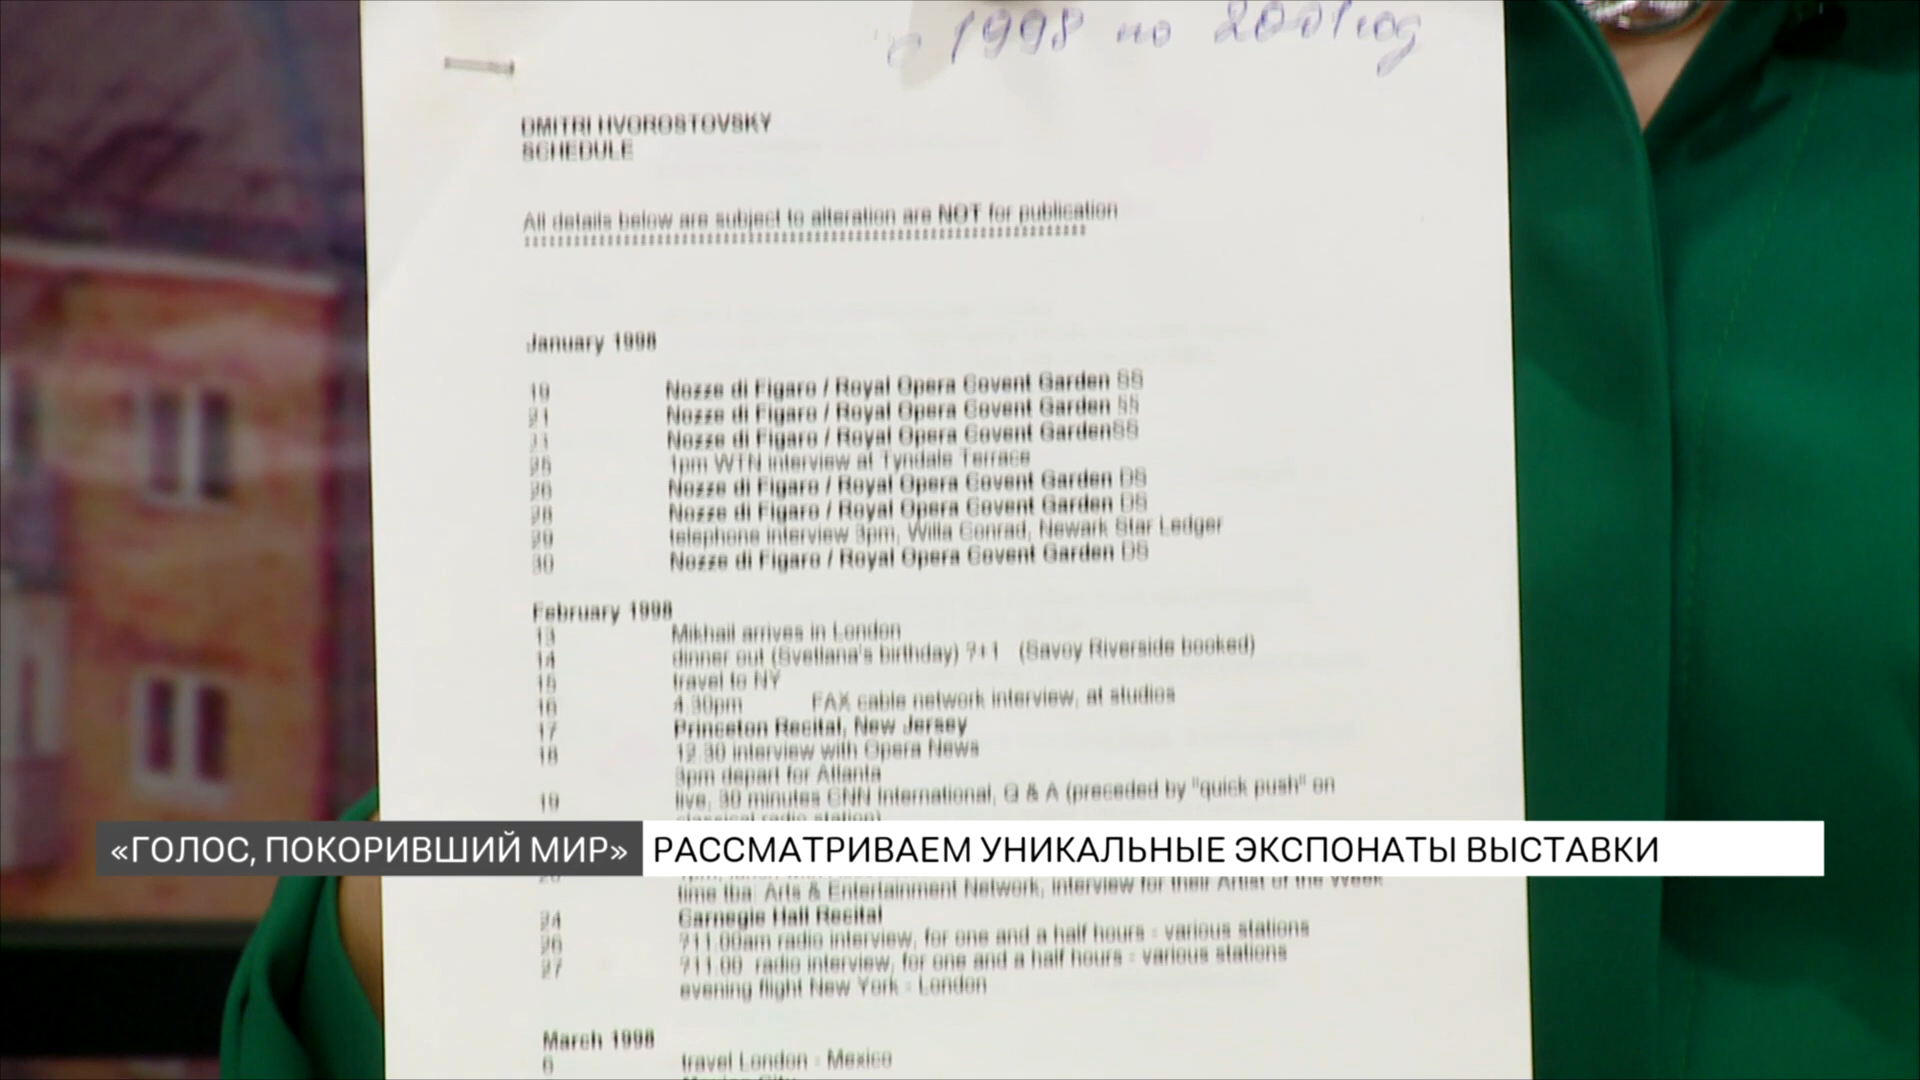 с 1998 по 2001 год
DMITRI HVOROSTOVSKY
SCHEDULE
All details below are subject to alteration are NOT for publication
January 1998
19 Nozze di Figaro / Royal Opera Covent Garden §§
21 Nozze di Figaro / Royal Opera Covent Garden §§
23 Nozze di Figaro / Royal Opera Covent Garden§§
25 1pm WTN interview at Tyndale Terrace
26 Nozze di Figaro / Royal Opera Covent Garden DS
28 Nozze di Figaro / Royal Opera Covent Garden DS
29 telephone interview 3pm, Willa Conrad, Newark Star Ledger
30 Nozze di Figaro / Royal Opera Covent Garden DS
February 1998
13 Mikhail arrives in London
14 dinner out (Svetlana's birthday) ?+1 (Savoy Riverside booked)
15 travel to NY
16 4.30pm FAX cable network interview, at studios
17 Princeton Recital, New Jersey
18 12.30 interview with Opera News
3pm depart for Atlanta
19 live, 30 minutes CNN International, Q & A (preceded by "quick push" on
classical radio station)
«ГОЛОС, ПОКОРИВШИЙ МИР» РАССМАТРИВАЕМ УНИКАЛЬНЫЕ ЭКСПОНАТЫ ВЫСТАВКИ
time tba: Arts & Entertainment Network, interview for their Artist of the Week
24 Carnegie Hall Recital
26 ?11.00am radio interview, for one and a half hours - various stations
27 ?11.00 radio interview, for one and a half hours - various stations
evening flight New York - London
March 1998
6 travel London - Mexico
Mexico City